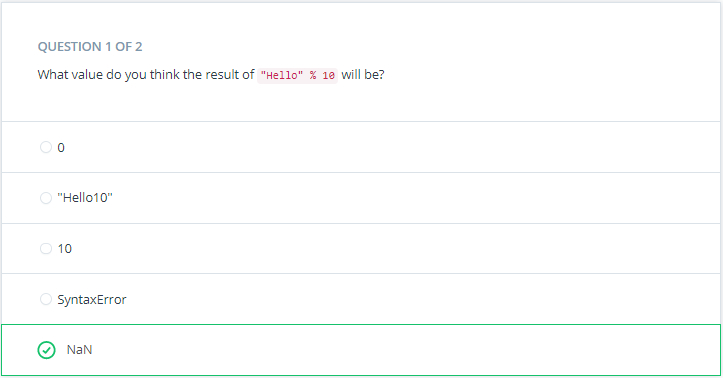 QUESTION 1 OF 2
What value do you think the result of "Hello" % 10 will be?
0
"Hello10"
10
SyntaxError
NaN